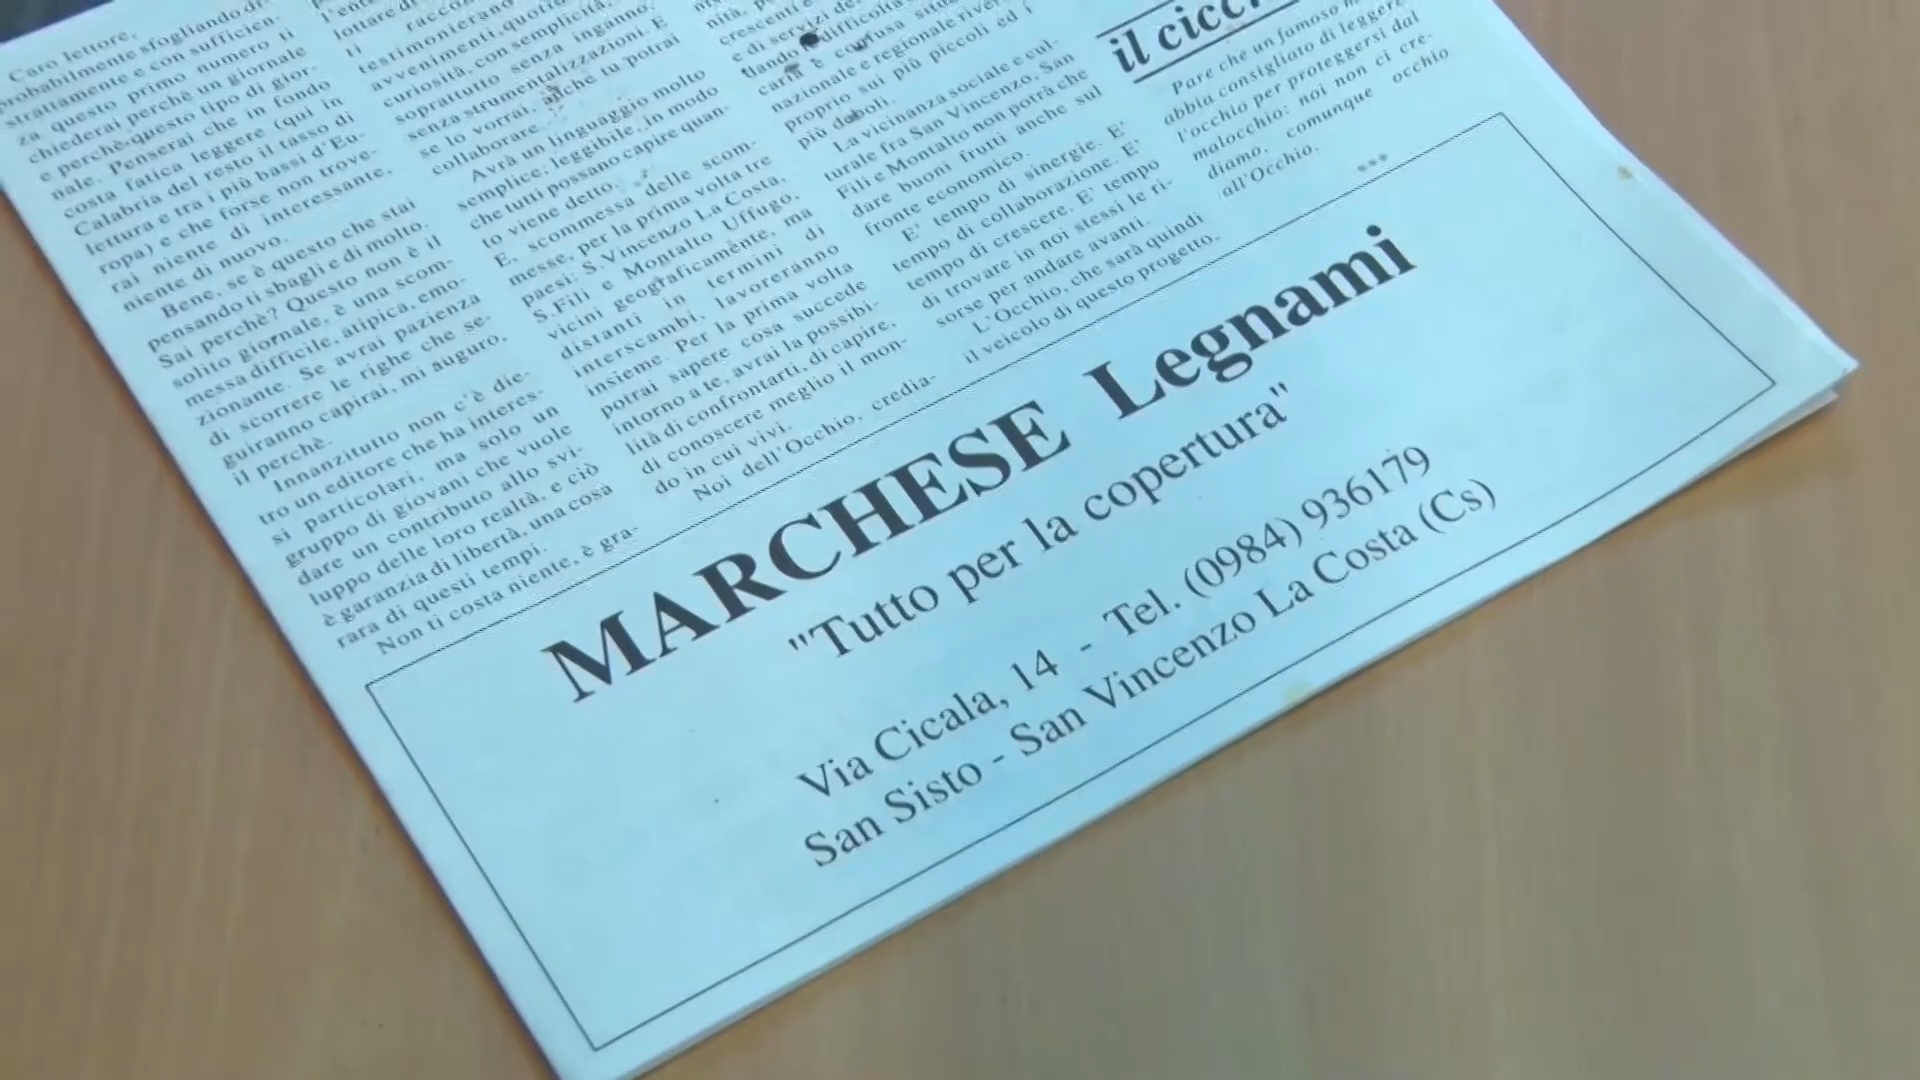 Caro lettore,
probabilmente sfogliando di-
strattamente e con sufficien-
za questo primo numero ti
chiederai perchè un giornale
e perchè questo tipo di gior-
nale. Penserai che in fondo
costa fatica leggere (qui in
Calabria del resto il tasso di
lettura e tra i più bassi d'Eu-
ropa) e che forse non trove-
rai niente di interessante,
niente di nuovo.
Bene, se è questo che stai
pensando ti sbagli e di molto.
Sai perchè? Questo non è il
solito giornale, è una scom-
messa difficile, atipica, emo-
zionante. Se avrai pazienza
di scorrere le righe che se-
guiranno capirai, mi auguro,
il perchè.
Innanzitutto non c'è die-
tro un editore che ha interes-
si particolari, ma solo un
gruppo di giovani che vuole
dare un contributo allo svi-
luppo delle loro realtà, e ciò
è garanzia di libertà, una cosa
rara di questi tempi.
Non ti costa niente, è gra-
lottare di
testimonieranno
avvenimenti, quote
curiosità, con semplicità,
soprattutto senza inganno,
senza strumentalizzazioni. E
se lo vorrai, anche tu potrai
collaborare.
Avrà un linguaggio molto
semplice; leggibile, in modo
che tutti possano capire quan-
to viene detto.
E, scommessa delle scom-
messe, per la prima volta tre
paesi: S.Vincenzo La Costa,
S.Fili e Montalto Uffugo,
vicini geograficamente, ma
distanti in termini di
interscambi, lavoreranno
insieme. Per la prima volta
potrai sapere cosa succede
intorno a te, avrai la possibi-
lità di confrontarti, di capire,
di conoscere meglio il mon-
do in cui vivi.
Noi dell'Occhio, credia-
e di servizi
nazionale e regionale
proprio sui più piccoli ed i
più deboli.
La vicinanza sociale e cul-
turale fra San Vincenzo, San
Fili e Montalto non potrà che
dare buoni frutti anche sul
fronte economico.
E' tempo di sinergie. E'
tempo di collaborazione. E'
tempo di crescere. E' tempo
di trovare in noi stessi le ri-
sorse per andare avanti.
L'Occhio, che sarà quindi
il veicolo di questo progetto.
il
Pare che un famoso
abbia consigliato di leggere
l'occhio per proteggersi dal
malocchio: noi non ci cre-
diamo, comunque occhio
all'Occhio.
***
MARCHESE Legnami
"Tutto per la copertura"
Via Cicala, 14 - Tel. (0984) 936179
San Sisto - San Vincenzo La Costa (Cs)